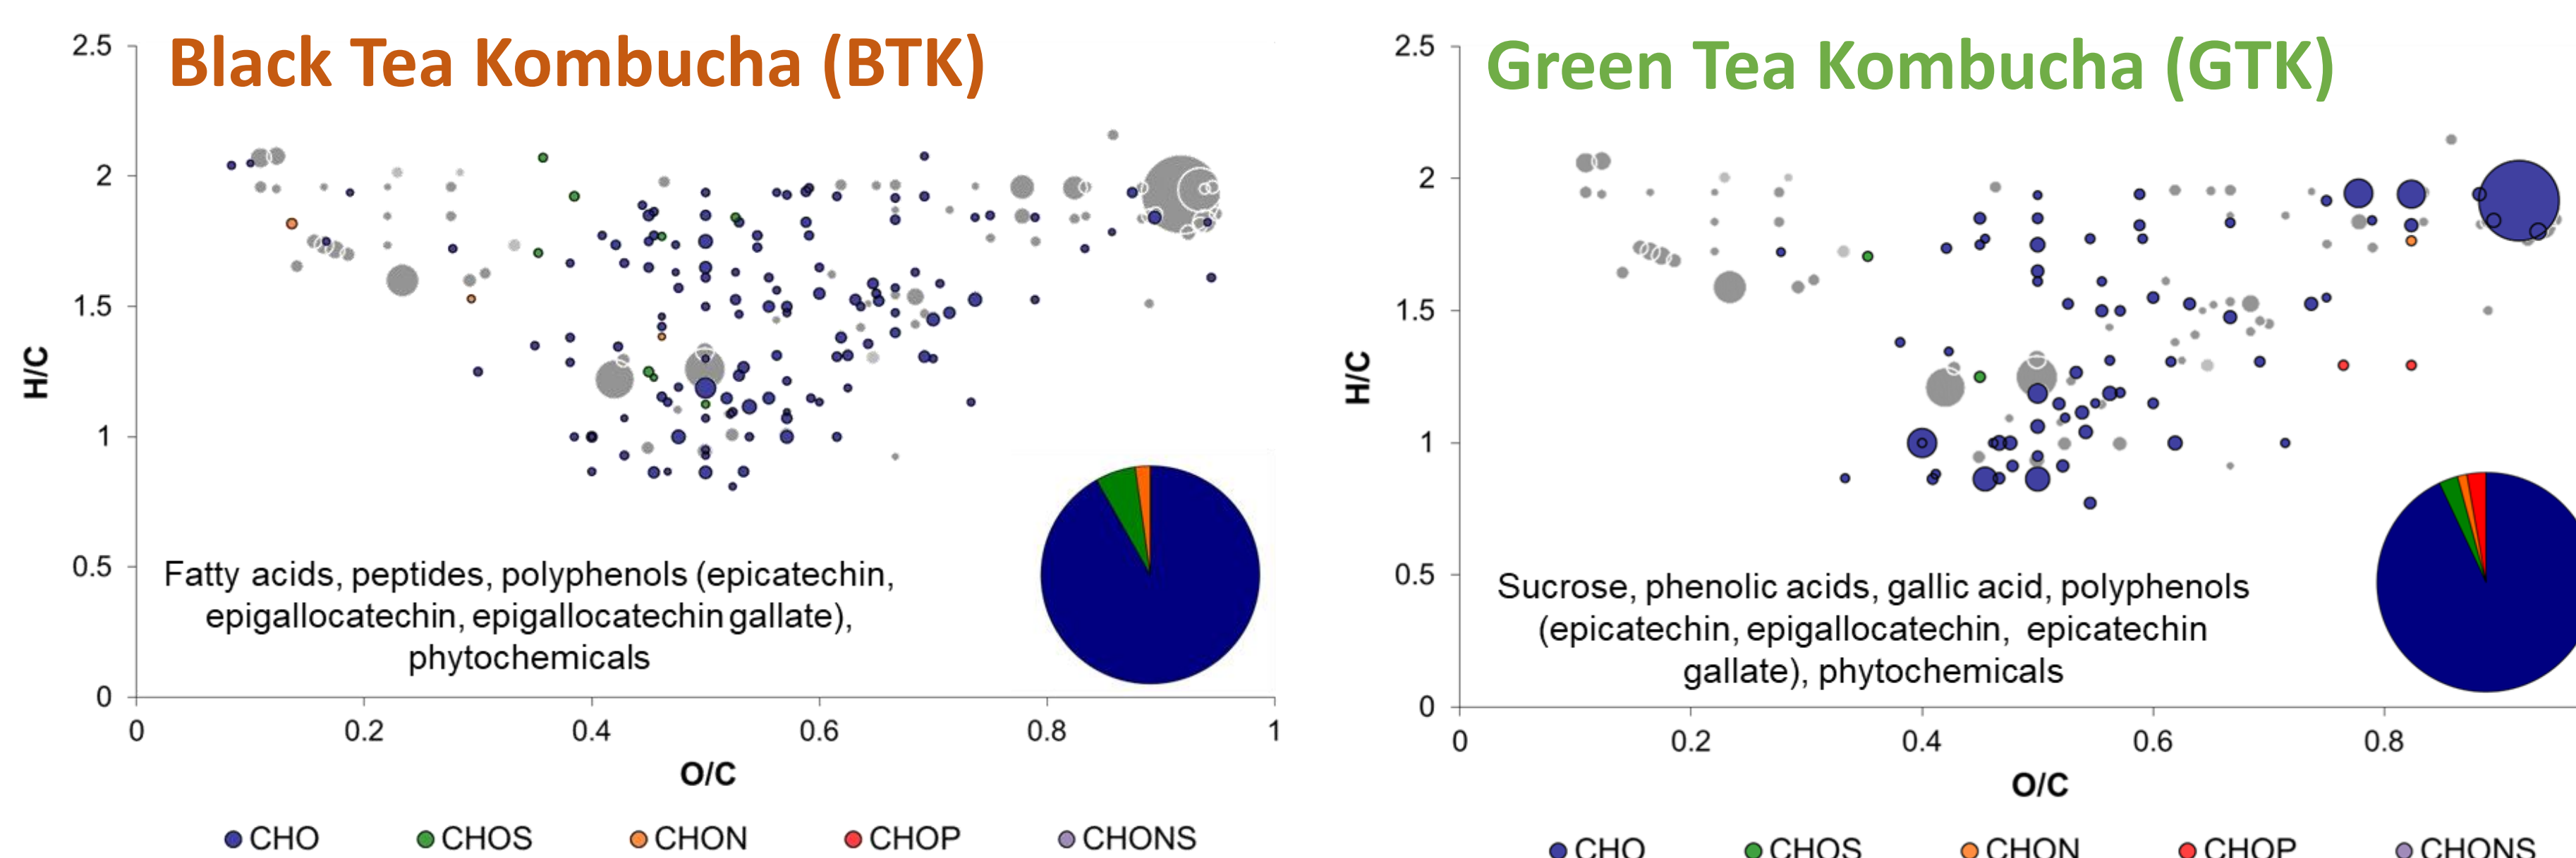 Black Tea Kombucha (BTK)
2.5
2
1.5
1
0.5
0
H/C
0
0.2
0.4
0.6
0.8
1
O/C
Fatty acids, peptides, polyphenols (epicatechin,
epigallocatechin, epigallocatechin gallate),
phytochemicals
CHO
CHOS
CHON
CHOP
CHONS
Green Tea Kombucha (GTK)
2.5
2
1.5
1
0.5
0
H/C
0
0.2
0.4
0.6
0.8
O/C
Sucrose, phenolic acids, gallic acid, polyphenols
(epicatechin, epigallocatechin, epicatechin
gallate), phytochemicals
CHO
CHOS
CHON
CHOP
CHONS